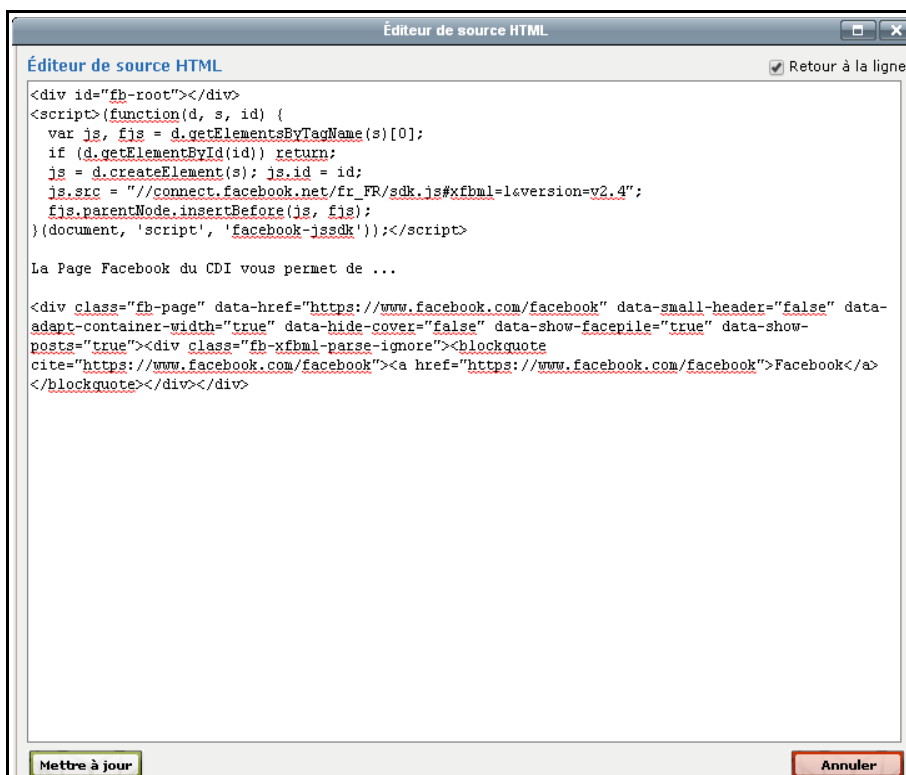 Éditeur de source HTML
Éditeur de source HTML
Retour à la ligne
<div id="fb-root"></div>
<script>(function(d, s, id) {
  var js, fjs = d.getElementsByTagName(s)[0];
  if (d.getElementById(id)) return;
  js = d.createElement(s); js.id = id;
  js.src = "//connect.facebook.net/fr_FR/sdk.js#xfbml=1&version=v2.4";
  fjs.parentNode.insertBefore(js, fjs);
}(document, 'script', 'facebook-jssdk'));</script>
La Page Facebook du CDI vous permet de ...
<div class="fb-page" data-href="https://www.facebook.com/facebook" data-small-header="false" data-
adapt-container-width="true" data-hide-cover="false" data-show-facepile="true" data-show-
posts="true"><div class="fb-xfbml-parse-ignore"><blockquote
cite="https://www.facebook.com/facebook"><a href="https://www.facebook.com/facebook">Facebook</a>
</blockquote></div></div>
Mettre à jour
Annuler